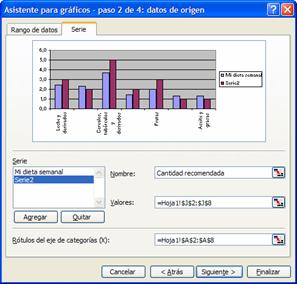 Asistente para gráficos - paso 2 de 4: datos de origen
Rango de datos
Serie
6,0
5,0
4,0
3,0
2,0
1,0
0,0
Leche y derivados
Cereales, tubérculos y derivados
Frutas
Aceite y grasas
Mi dieta semanal
Serie2
Serie
Mi dieta semanal
Serie2
Nombre:
Cantidad recomendada
Valores:
=Hoja1!$J$2:$J$8
Agregar
Quitar
Rótulos del eje de categorías (X):
=Hoja1!$A$2:$A$8
Cancelar
< Atrás
Siguiente >
Finalizar